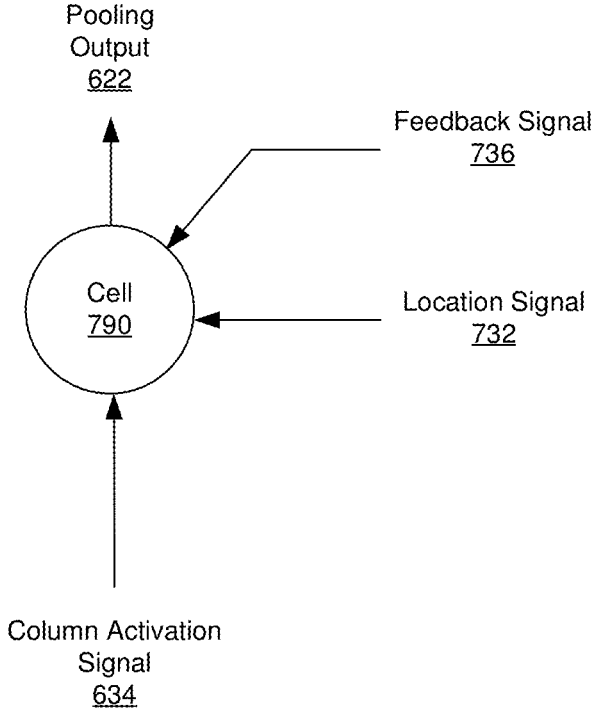 Pooling
Output
622
Feedback Signal
736
Cell
790
Location Signal
732
Column Activation
Signal
634